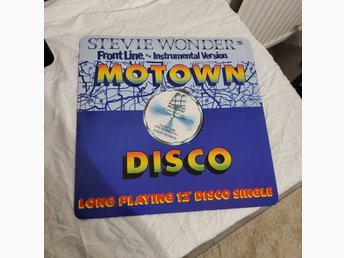 STEVIE WONDER
Front Line, Instrumental Version
MOTOWN
DISCO
LONG PLAYING 12" DISCO SINGLE